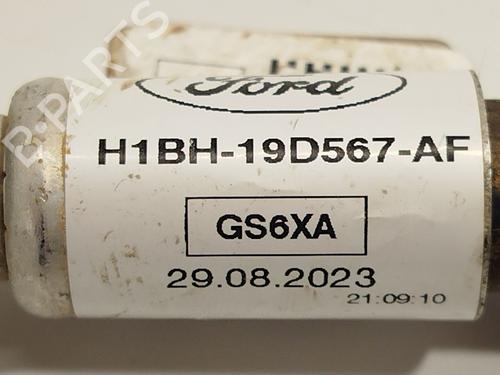 Ford
H1BH-19D567-AF
GS6XA
29.08.2023
21:09:10
B-PARTS